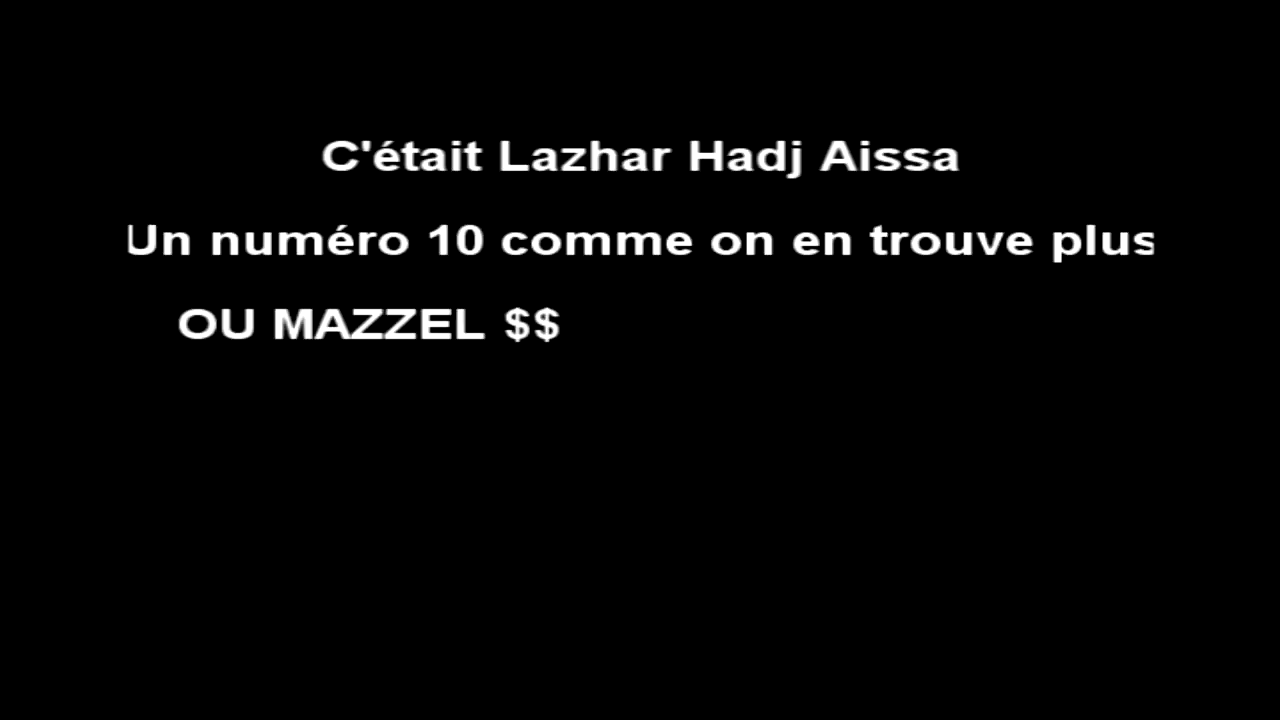 C'était Lazhar Hadj Aissa
Un numéro 10 comme on en trouve plus
OU MAZZEL $$